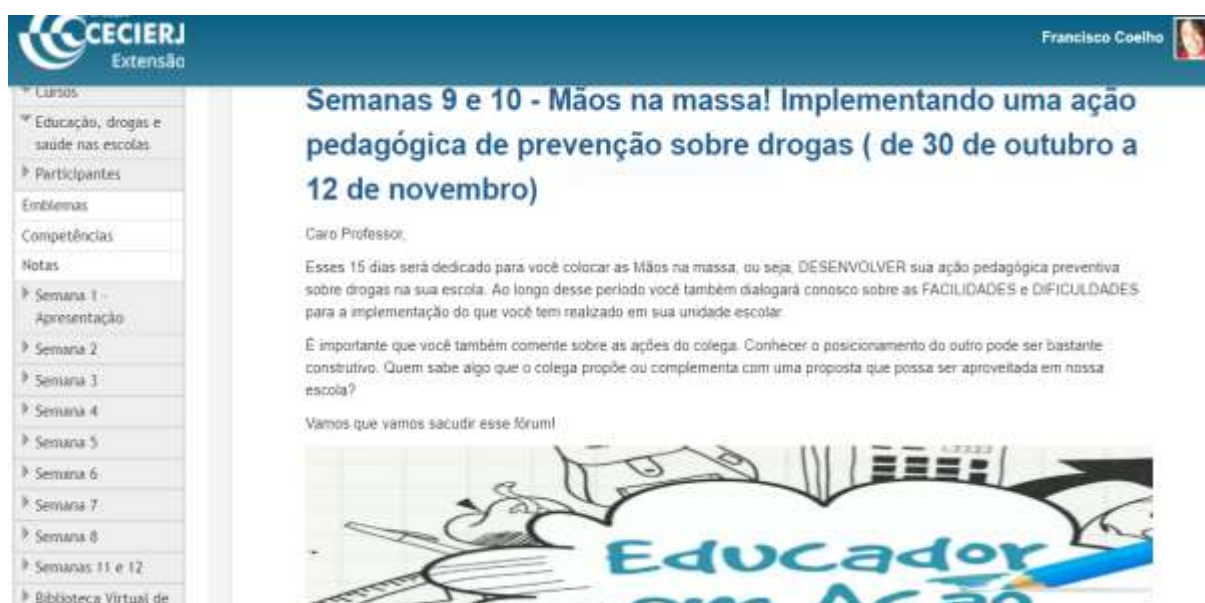 CECIERJ
Extensão
Francisco Coelho
Cursos
Educação, drogas e
saúde nas escolas
Participantes
Emblemas
Competências
Notas
Semana 1 -
Apresentação
Semana 2
Semana 3
Semana 4
Semana 5
Semana 6
Semana 7
Semana 8
Semanas 11 e 12
Biblioteca Virtual de
Semanas 9 e 10 - Mãos na massa! Implementando uma ação
pedagógica de prevenção sobre drogas ( de 30 de outubro a
12 de novembro)
Caro Professor,
Esses 15 dias será dedicado para você colocar as Mãos na massa, ou seja, DESENVOLVER sua ação pedagógica preventiva
sobre drogas na sua escola. Ao longo desse período você também dialogará conosco sobre as FACILIDADES e DIFICULDADES
para a implementação do que você tem realizado em sua unidade escolar.
É importante que você também comente sobre as ações do colega. Conhecer o posicionamento do outro pode ser bastante
construtivo. Quem sabe algo que o colega propõe ou complementa com uma proposta que possa ser aproveitada em nossa
escola?
Vamos que vamos sacudir esse fórum!
Educador
em Ação